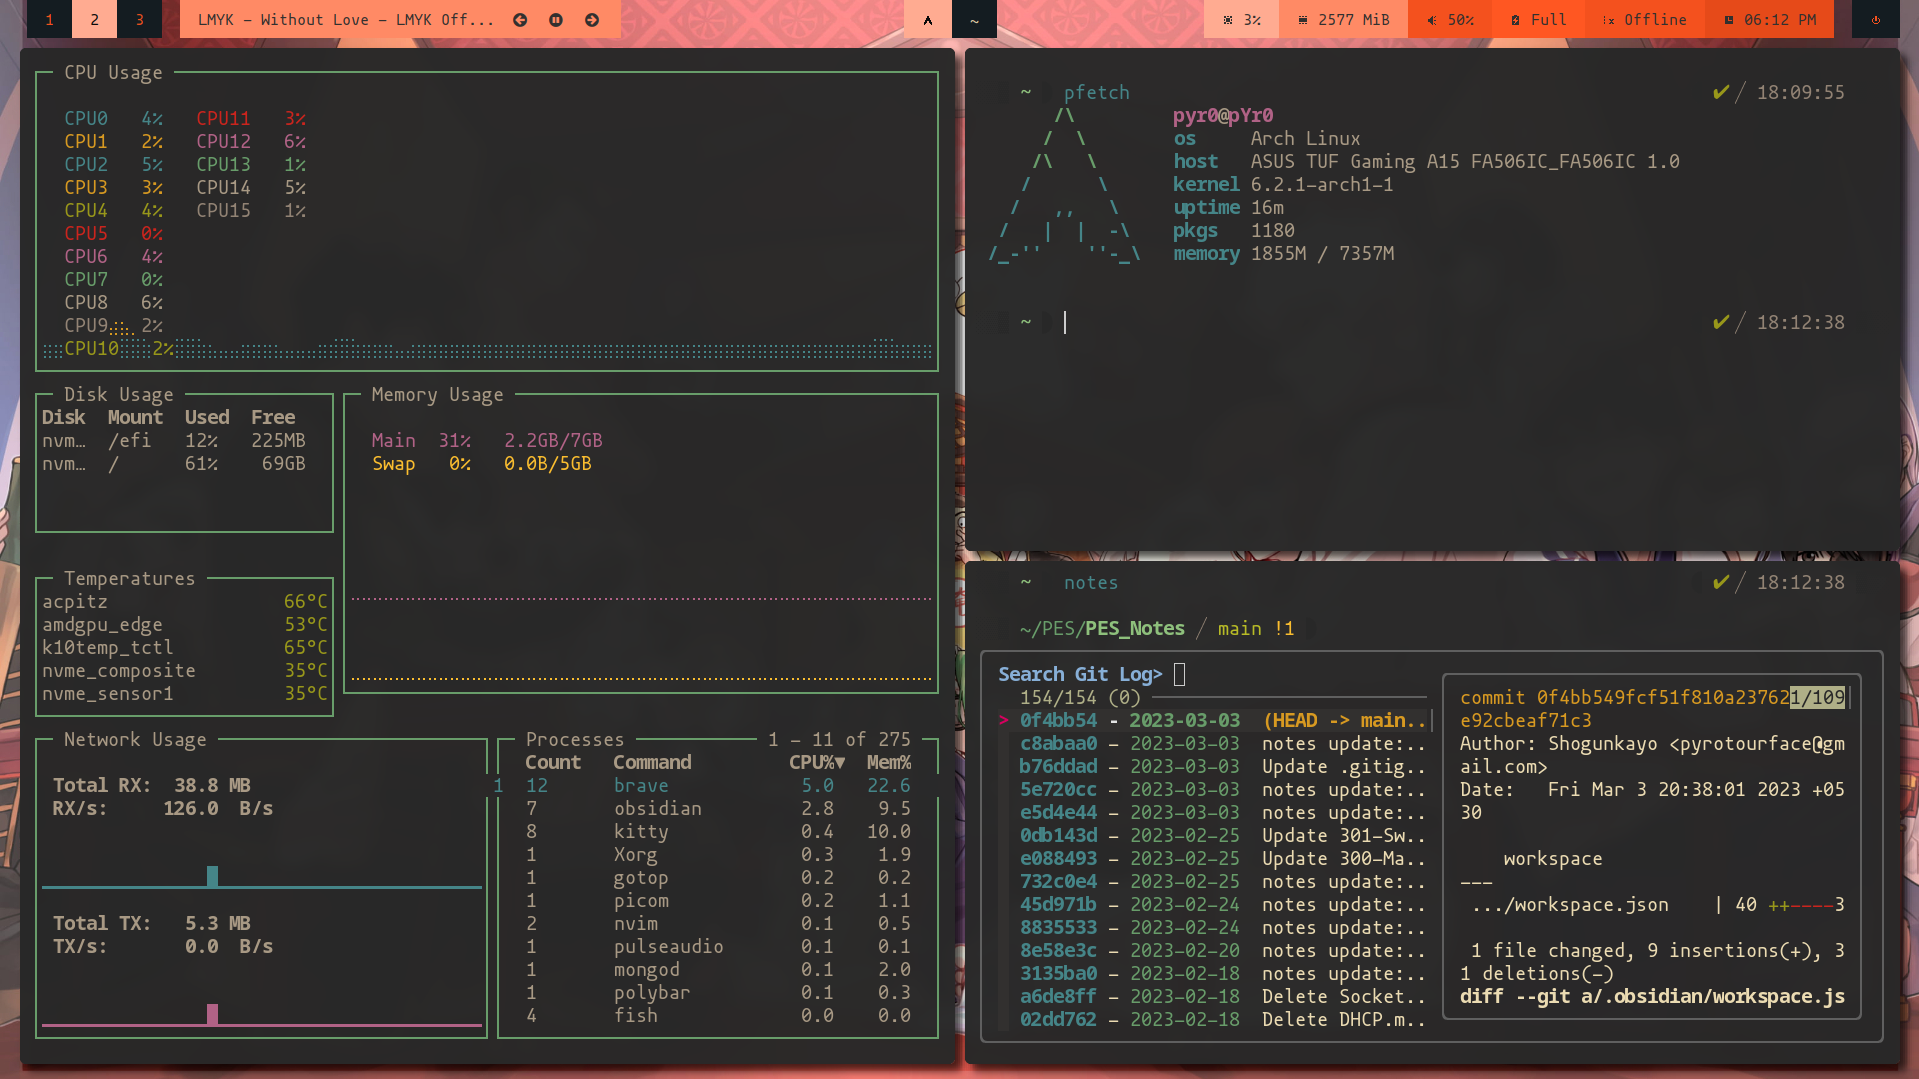 1 2 3 LMYK – Without Love – LMYK Off... ~ 3% 2577 MiB 50% Full Offline 06:12 PM
CPU Usage
CPU0 4% CPU11 3%
CPU1 2% CPU12 6%
CPU2 5% CPU13 1%
CPU3 3% CPU14 5%
CPU4 4% CPU15 1%
CPU5 0%
CPU6 4%
CPU7 0%
CPU8 6%
CPU9 2%
CPU10 2%
Disk Usage
Disk Mount Used Free
nvm… /efi 12% 225MB
nvm… / 61% 69GB
Memory Usage
Main 31% 2.2GB/7GB
Swap 0% 0.0B/5GB
Temperatures
acpitz 66°C
amdgpu_edge 53°C
k10temp_tctl 65°C
nvme_composite 35°C
nvme_sensor1 35°C
Network Usage
Total RX: 38.8 MB
RX/s: 126.0 B/s
Total TX: 5.3 MB
TX/s: 0.0 B/s
Processes 1 – 11 of 275
Count Command CPU%▼ Mem%
1 12 brave 5.0 22.6
7 obsidian 2.8 9.5
8 kitty 0.4 10.0
1 Xorg 0.3 1.9
1 gotop 0.2 0.2
1 picom 0.2 1.1
2 nvim 0.1 0.5
1 pulseaudio 0.1 0.1
1 mongod 0.1 2.0
1 polybar 0.1 0.3
4 fish 0.0 0.0
~ pfetch ✔ / 18:09:55
/\ pyr0@pYr0
/ \ os Arch Linux
/\ \ host ASUS TUF Gaming A15 FA506IC_FA506IC 1.0
/ \ kernel 6.2.1-arch1-1
/ ,, \ uptime 16m
/ | | -\ pkgs 1180
/_-'' ''-_\ memory 1855M / 7357M
~ ✔ / 18:12:38
~ notes ✔ / 18:12:38
~/PES/PES_Notes / main !1
Search Git Log>
154/154 (0)
> 0f4bb54 - 2023-03-03 (HEAD -> main..
c8abaa0 – 2023-03-03 notes update:..
b76ddad – 2023-03-03 Update .gitig..
5e720cc – 2023-03-03 notes update:..
e5d4e44 – 2023-03-03 notes update:..
0db143d – 2023-02-25 Update 301-Sw..
e088493 – 2023-02-25 Update 300-Ma..
732c0e4 – 2023-02-25 notes update:..
45d971b – 2023-02-24 notes update:..
8835533 – 2023-02-24 notes update:..
8e58e3c – 2023-02-20 notes update:..
3135ba0 – 2023-02-18 notes update:..
a6de8ff – 2023-02-18 Delete Socket..
02dd762 – 2023-02-18 Delete DHCP.m..
commit 0f4bb549fcf51f810a237621/109
e92cbeaf71c3
Author: Shogunkayo <pyrotourface@gm
ail.com>
Date: Fri Mar 3 20:38:01 2023 +05
30
workspace
---
.../workspace.json | 40 ++----3
1 file changed, 9 insertions(+), 3
1 deletions(-)
diff --git a/.obsidian/workspace.js